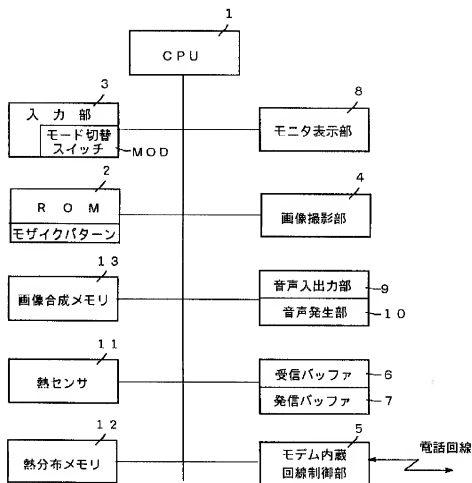 1
CPU
3
入力部
モード切替
スイッチ
MOD
8
モニタ表示部
2
ROM
モザイクパターン
4
画像撮影部
13
画像合成メモリ
音声入出力部
9
音声発生部
10
11
熱センサ
受信バッファ
6
発信バッファ
7
12
熱分布メモリ
5
モデム内蔵
回線制御部
電話回線